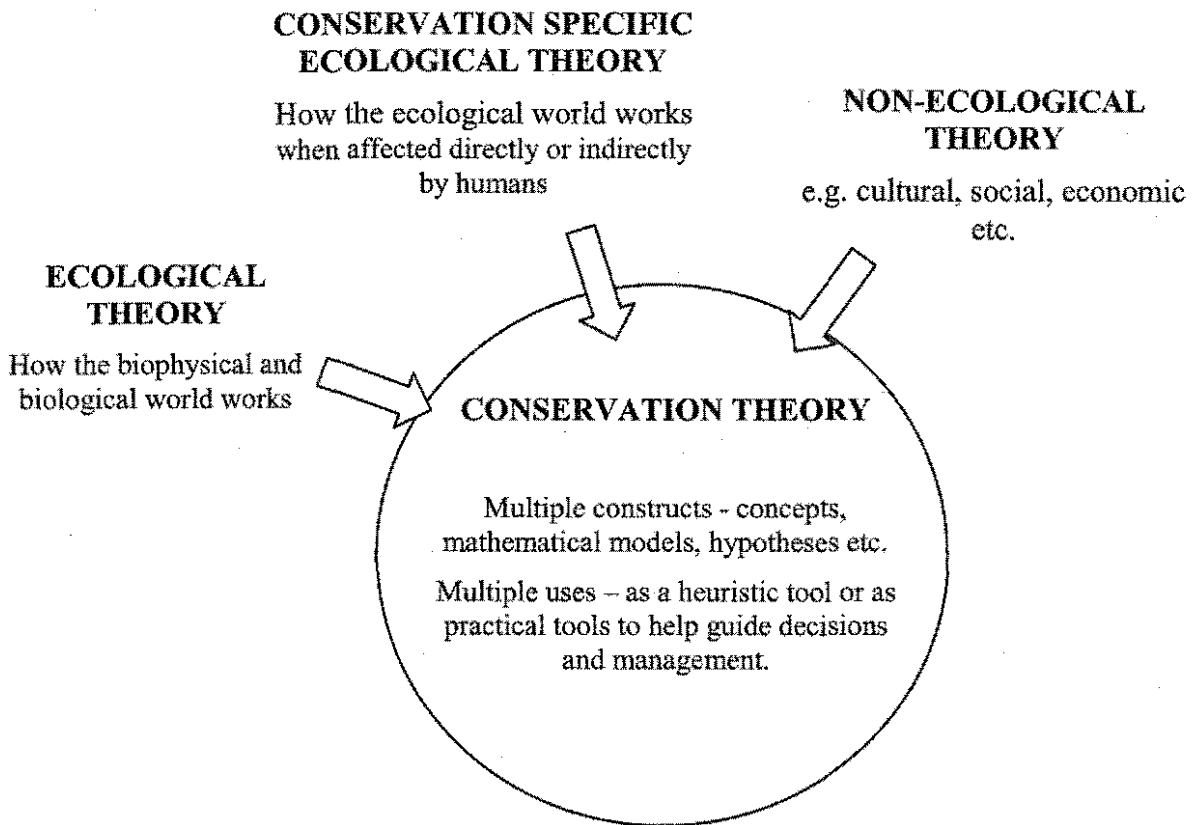 CONSERVATION SPECIFIC
ECOLOGICAL THEORY
How the ecological world works
when affected directly or indirectly
by humans
NON-ECOLOGICAL
THEORY
e.g. cultural, social, economic
etc.
ECOLOGICAL
THEORY
How the biophysical and
biological world works
CONSERVATION THEORY
Multiple constructs - concepts,
mathematical models, hypotheses etc.
Multiple uses – as a heuristic tool or as
practical tools to help guide decisions
and management.